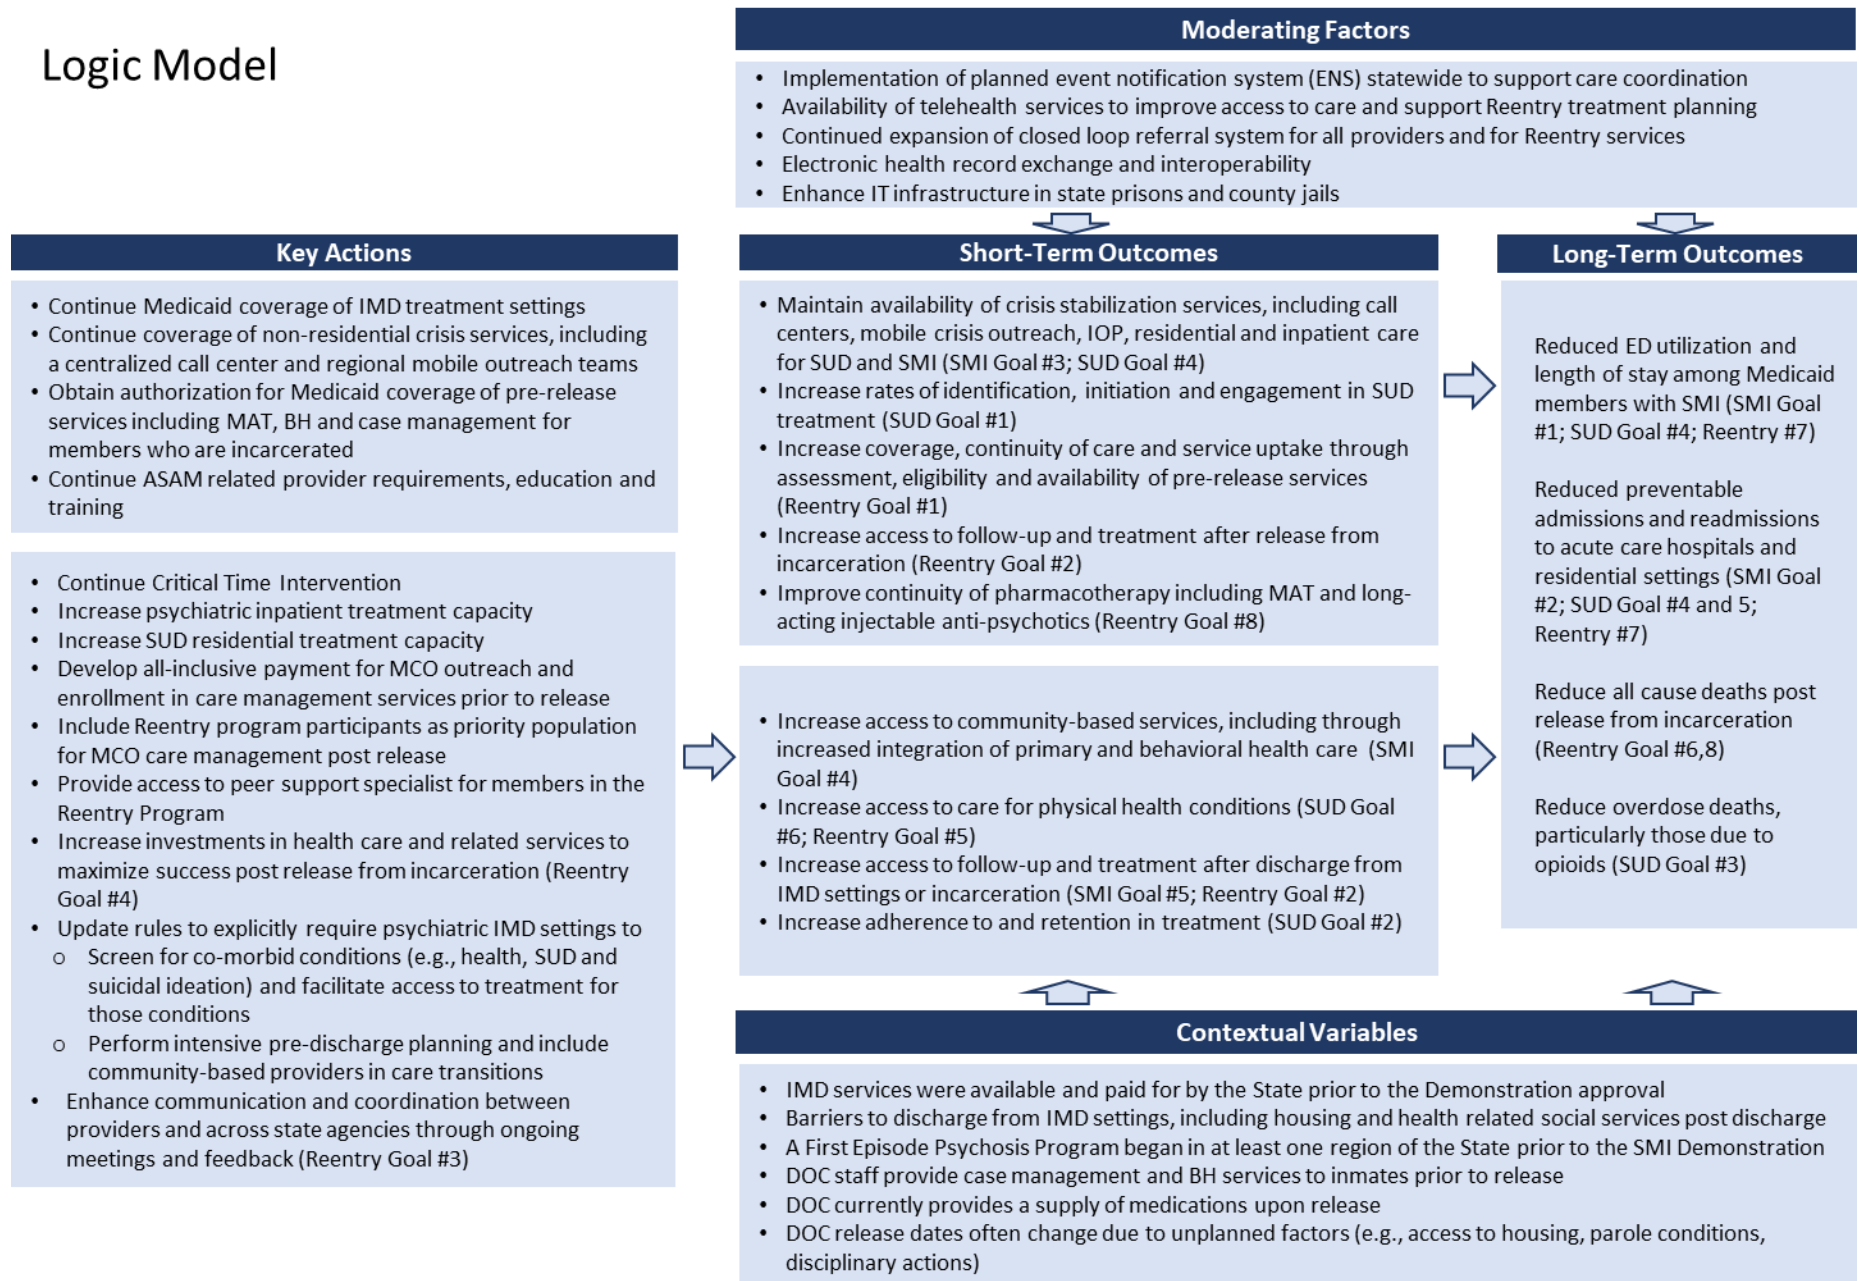 Logic Model
Moderating Factors
• Implementation of planned event notification system (ENS) statewide to support care coordination
• Availability of telehealth services to improve access to care and support Reentry treatment planning
• Continued expansion of closed loop referral system for all providers and for Reentry services
• Electronic health record exchange and interoperability
• Enhance IT infrastructure in state prisons and county jails
Key Actions
• Continue Medicaid coverage of IMD treatment settings
• Continue coverage of non-residential crisis services, including
a centralized call center and regional mobile outreach teams
• Obtain authorization for Medicaid coverage of pre-release
services including MAT, BH and case management for
members who are incarcerated
• Continue ASAM related provider requirements, education and
training
• Continue Critical Time Intervention
• Increase psychiatric inpatient treatment capacity
• Increase SUD residential treatment capacity
• Develop all-inclusive payment for MCO outreach and
enrollment in care management services prior to release
• Include Reentry program participants as priority population
for MCO care management post release
• Provide access to peer support specialist for members in the
Reentry Program
• Increase investments in health care and related services to
maximize success post release from incarceration (Reentry
Goal #4)
• Update rules to explicitly require psychiatric IMD settings to
o Screen for co-morbid conditions (e.g., health, SUD and
suicidal ideation) and facilitate access to treatment for
those conditions
o Perform intensive pre-discharge planning and include
community-based providers in care transitions
• Enhance communication and coordination between
providers and across state agencies through ongoing
meetings and feedback (Reentry Goal #3)
Short-Term Outcomes
• Maintain availability of crisis stabilization services, including call
centers, mobile crisis outreach, IOP, residential and inpatient care
for SUD and SMI (SMI Goal #3; SUD Goal #4)
• Increase rates of identification, initiation and engagement in SUD
treatment (SUD Goal #1)
• Increase coverage, continuity of care and service uptake through
assessment, eligibility and availability of pre-release services
(Reentry Goal #1)
• Increase access to follow-up and treatment after release from
incarceration (Reentry Goal #2)
• Improve continuity of pharmacotherapy including MAT and long-
acting injectable anti-psychotics (Reentry Goal #8)
• Increase access to community-based services, including through
increased integration of primary and behavioral health care (SMI
Goal #4)
• Increase access to care for physical health conditions (SUD Goal
#6; Reentry Goal #5)
• Increase access to follow-up and treatment after discharge from
IMD settings or incarceration (SMI Goal #5; Reentry Goal #2)
• Increase adherence to and retention in treatment (SUD Goal #2)
Long-Term Outcomes
Reduced ED utilization and
length of stay among Medicaid
members with SMI (SMI Goal
#1; SUD Goal #4; Reentry #7)
Reduced preventable
admissions and readmissions
to acute care hospitals and
residential settings (SMI Goal
#2; SUD Goal #4 and 5;
Reentry #7)
Reduce all cause deaths post
release from incarceration
(Reentry Goal #6,8)
Reduce overdose deaths,
particularly those due to
opioids (SUD Goal #3)
Contextual Variables
• IMD services were available and paid for by the State prior to the Demonstration approval
• Barriers to discharge from IMD settings, including housing and health related social services post discharge
• A First Episode Psychosis Program began in at least one region of the State prior to the SMI Demonstration
• DOC staff provide case management and BH services to inmates prior to release
• DOC currently provides a supply of medications upon release
• DOC release dates often change due to unplanned factors (e.g., access to housing, parole conditions,
disciplinary actions)